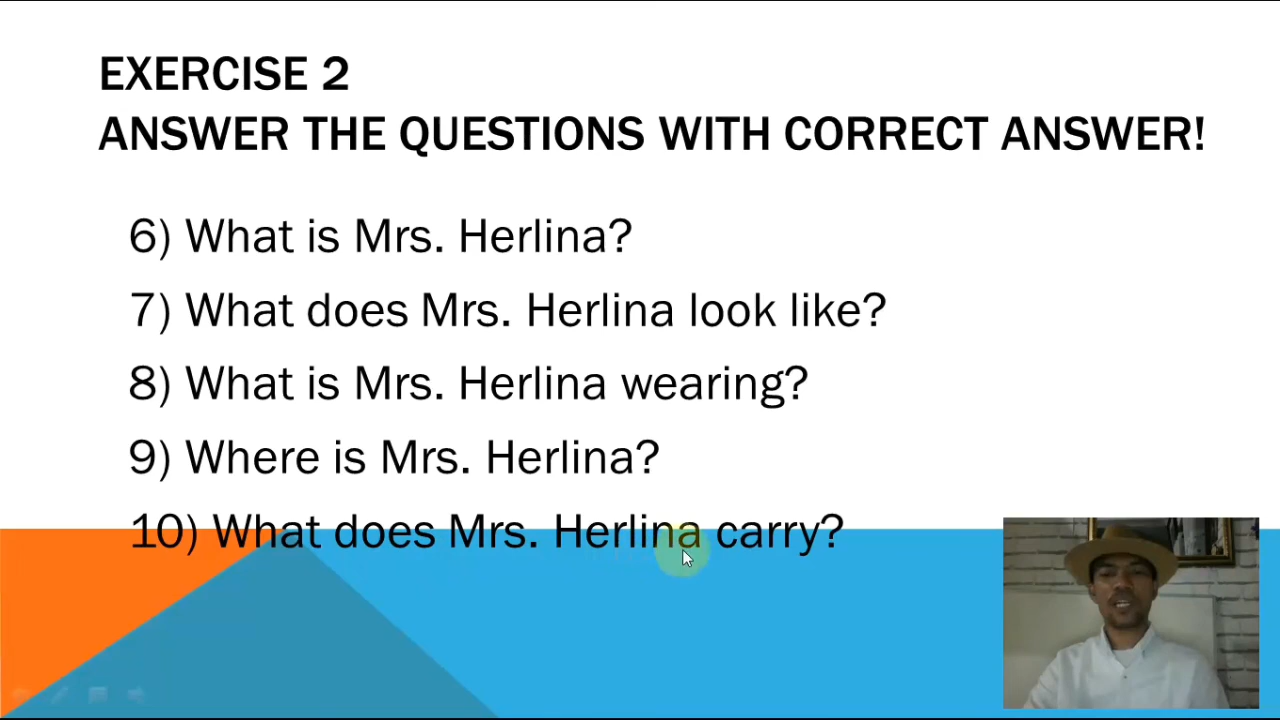 EXERCISE 2
ANSWER THE QUESTIONS WITH CORRECT ANSWER!
6) What is Mrs. Herlina?
7) What does Mrs. Herlina look like?
8) What is Mrs. Herlina wearing?
9) Where is Mrs. Herlina?
10) What does Mrs. Herlina carry?